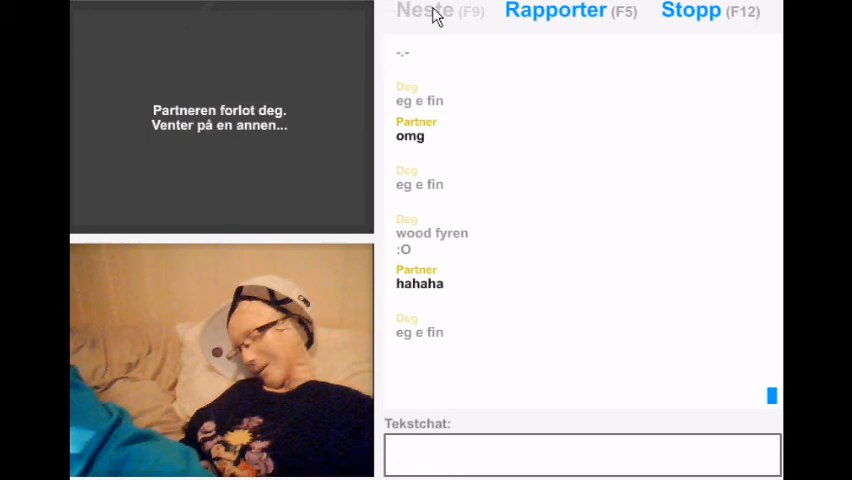 Neste (F9) Rapporter (F5) Stopp (F12)
Partneren forlot deg.
Venter på en annen...
-.-
Deg
eg e fin
Partner
omg
Deg
eg e fin
Deg
wood fyren
:O
Partner
hahaha
Deg
eg e fin
Tekstchat: